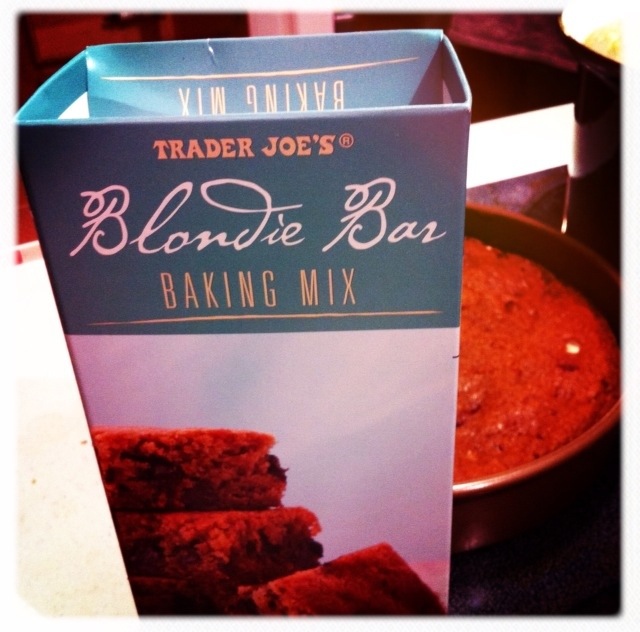 BAKING MIX
TRADER JOE'S®
Blondie Bar
BAKING MIX